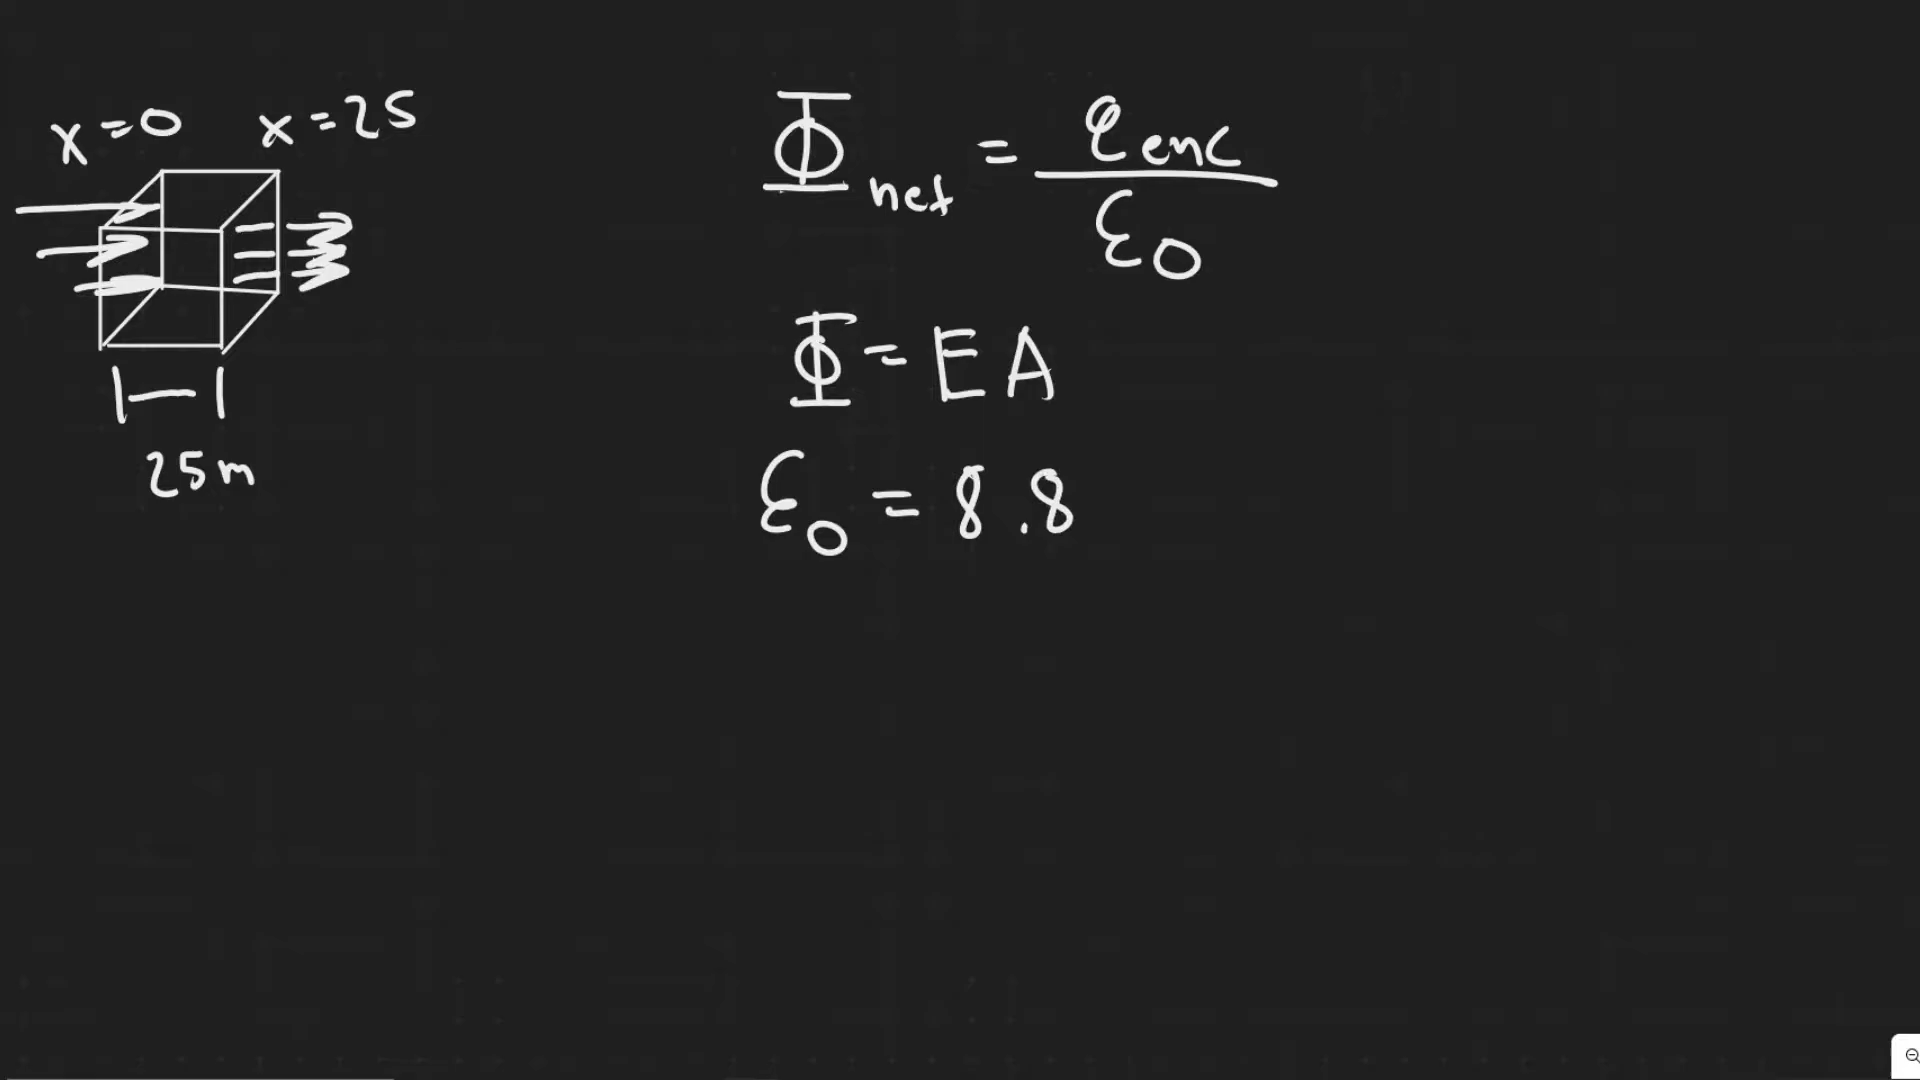 x=0 x=25
25m
Φnet = qenc/ε0
Φ=EA
ε0 = 8.8